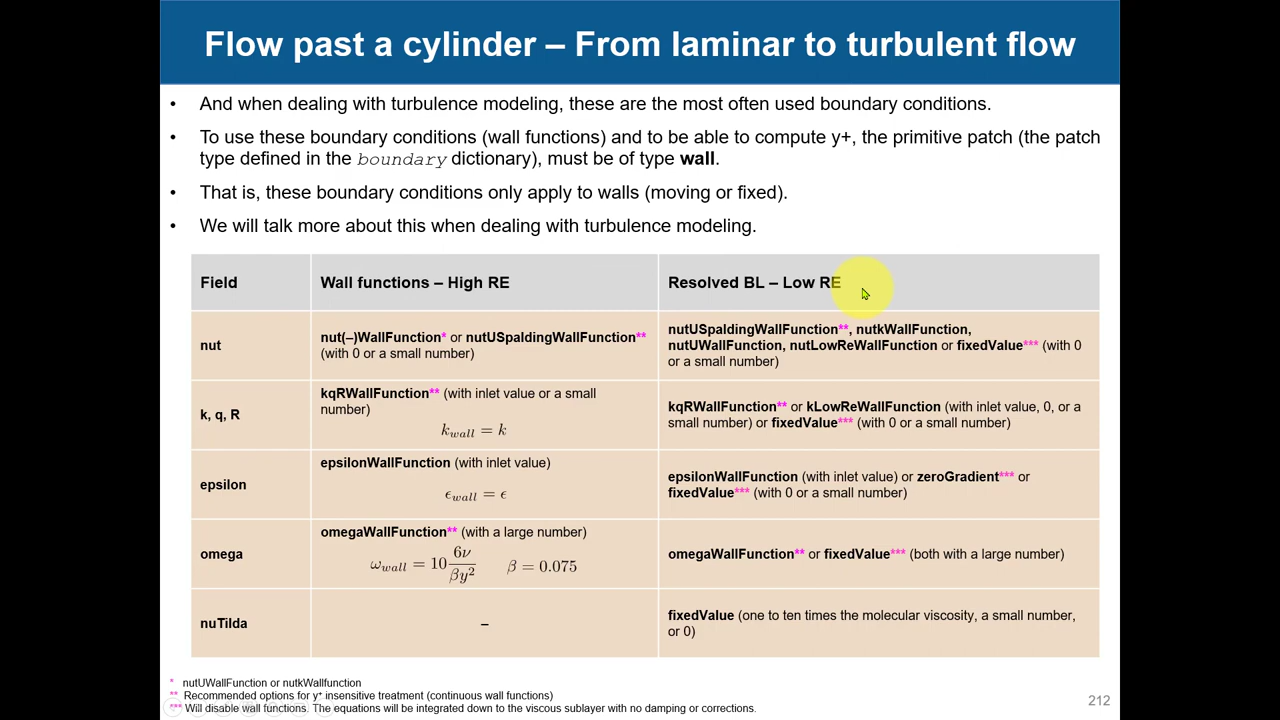 Flow past a cylinder – From laminar to turbulent flow
• And when dealing with turbulence modeling, these are the most often used boundary conditions.
• To use these boundary conditions (wall functions) and to be able to compute y+, the primitive patch (the patch
type defined in the boundary dictionary), must be of type wall.
• That is, these boundary conditions only apply to walls (moving or fixed).
• We will talk more about this when dealing with turbulence modeling.
Field
Wall functions – High RE
Resolved BL – Low RE
nut
nut(–)WallFunction* or nutUSpaldingWallFunction**
(with 0 or a small number)
nutUSpaldingWallFunction**, nutkWallFunction,
nutUWallFunction, nutLowReWallFunction or fixedValue*** (with 0
or a small number)
k, q, R
kqRWallFunction** (with inlet value or a small
number)
k_wall = k
kqRWallFunction** or kLowReWallFunction (with inlet value, 0, or a
small number) or fixedValue*** (with 0 or a small number)
epsilon
epsilonWallFunction (with inlet value)
ϵ_wall = ϵ
epsilonWallFunction (with inlet value) or zeroGradient*** or
fixedValue*** (with 0 or a small number)
omega
omegaWallFunction** (with a large number)
ω_wall = 10 6ν/βy² β = 0.075
omegaWallFunction** or fixedValue*** (both with a large number)
nuTilda
–
fixedValue (one to ten times the molecular viscosity, a small number,
or 0)
* nutUWallFunction or nutkWallfunction
** Recommended options for y⁺ insensitive treatment (continuous wall functions)
*** Will disable wall functions. The equations will be integrated down to the viscous sublayer with no damping or corrections.
212